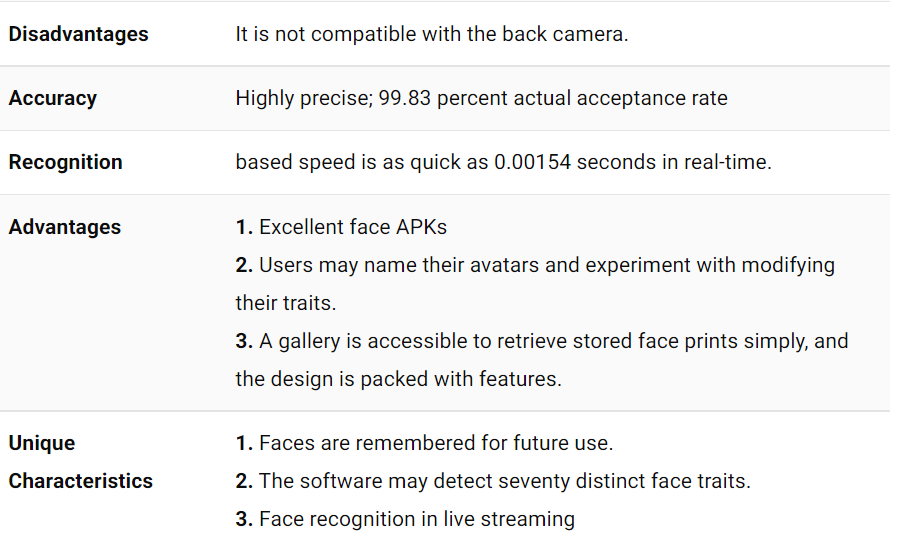 Disadvantages It is not compatible with the back camera.
Accuracy Highly precise; 99.83 percent actual acceptance rate
Recognition based speed is as quick as 0.00154 seconds in real-time.
Advantages 1. Excellent face APKs
2. Users may name their avatars and experiment with modifying
their traits.
3. A gallery is accessible to retrieve stored face prints simply, and
the design is packed with features.
Unique 1. Faces are remembered for future use.
Characteristics 2. The software may detect seventy distinct face traits.
3. Face recognition in live streaming